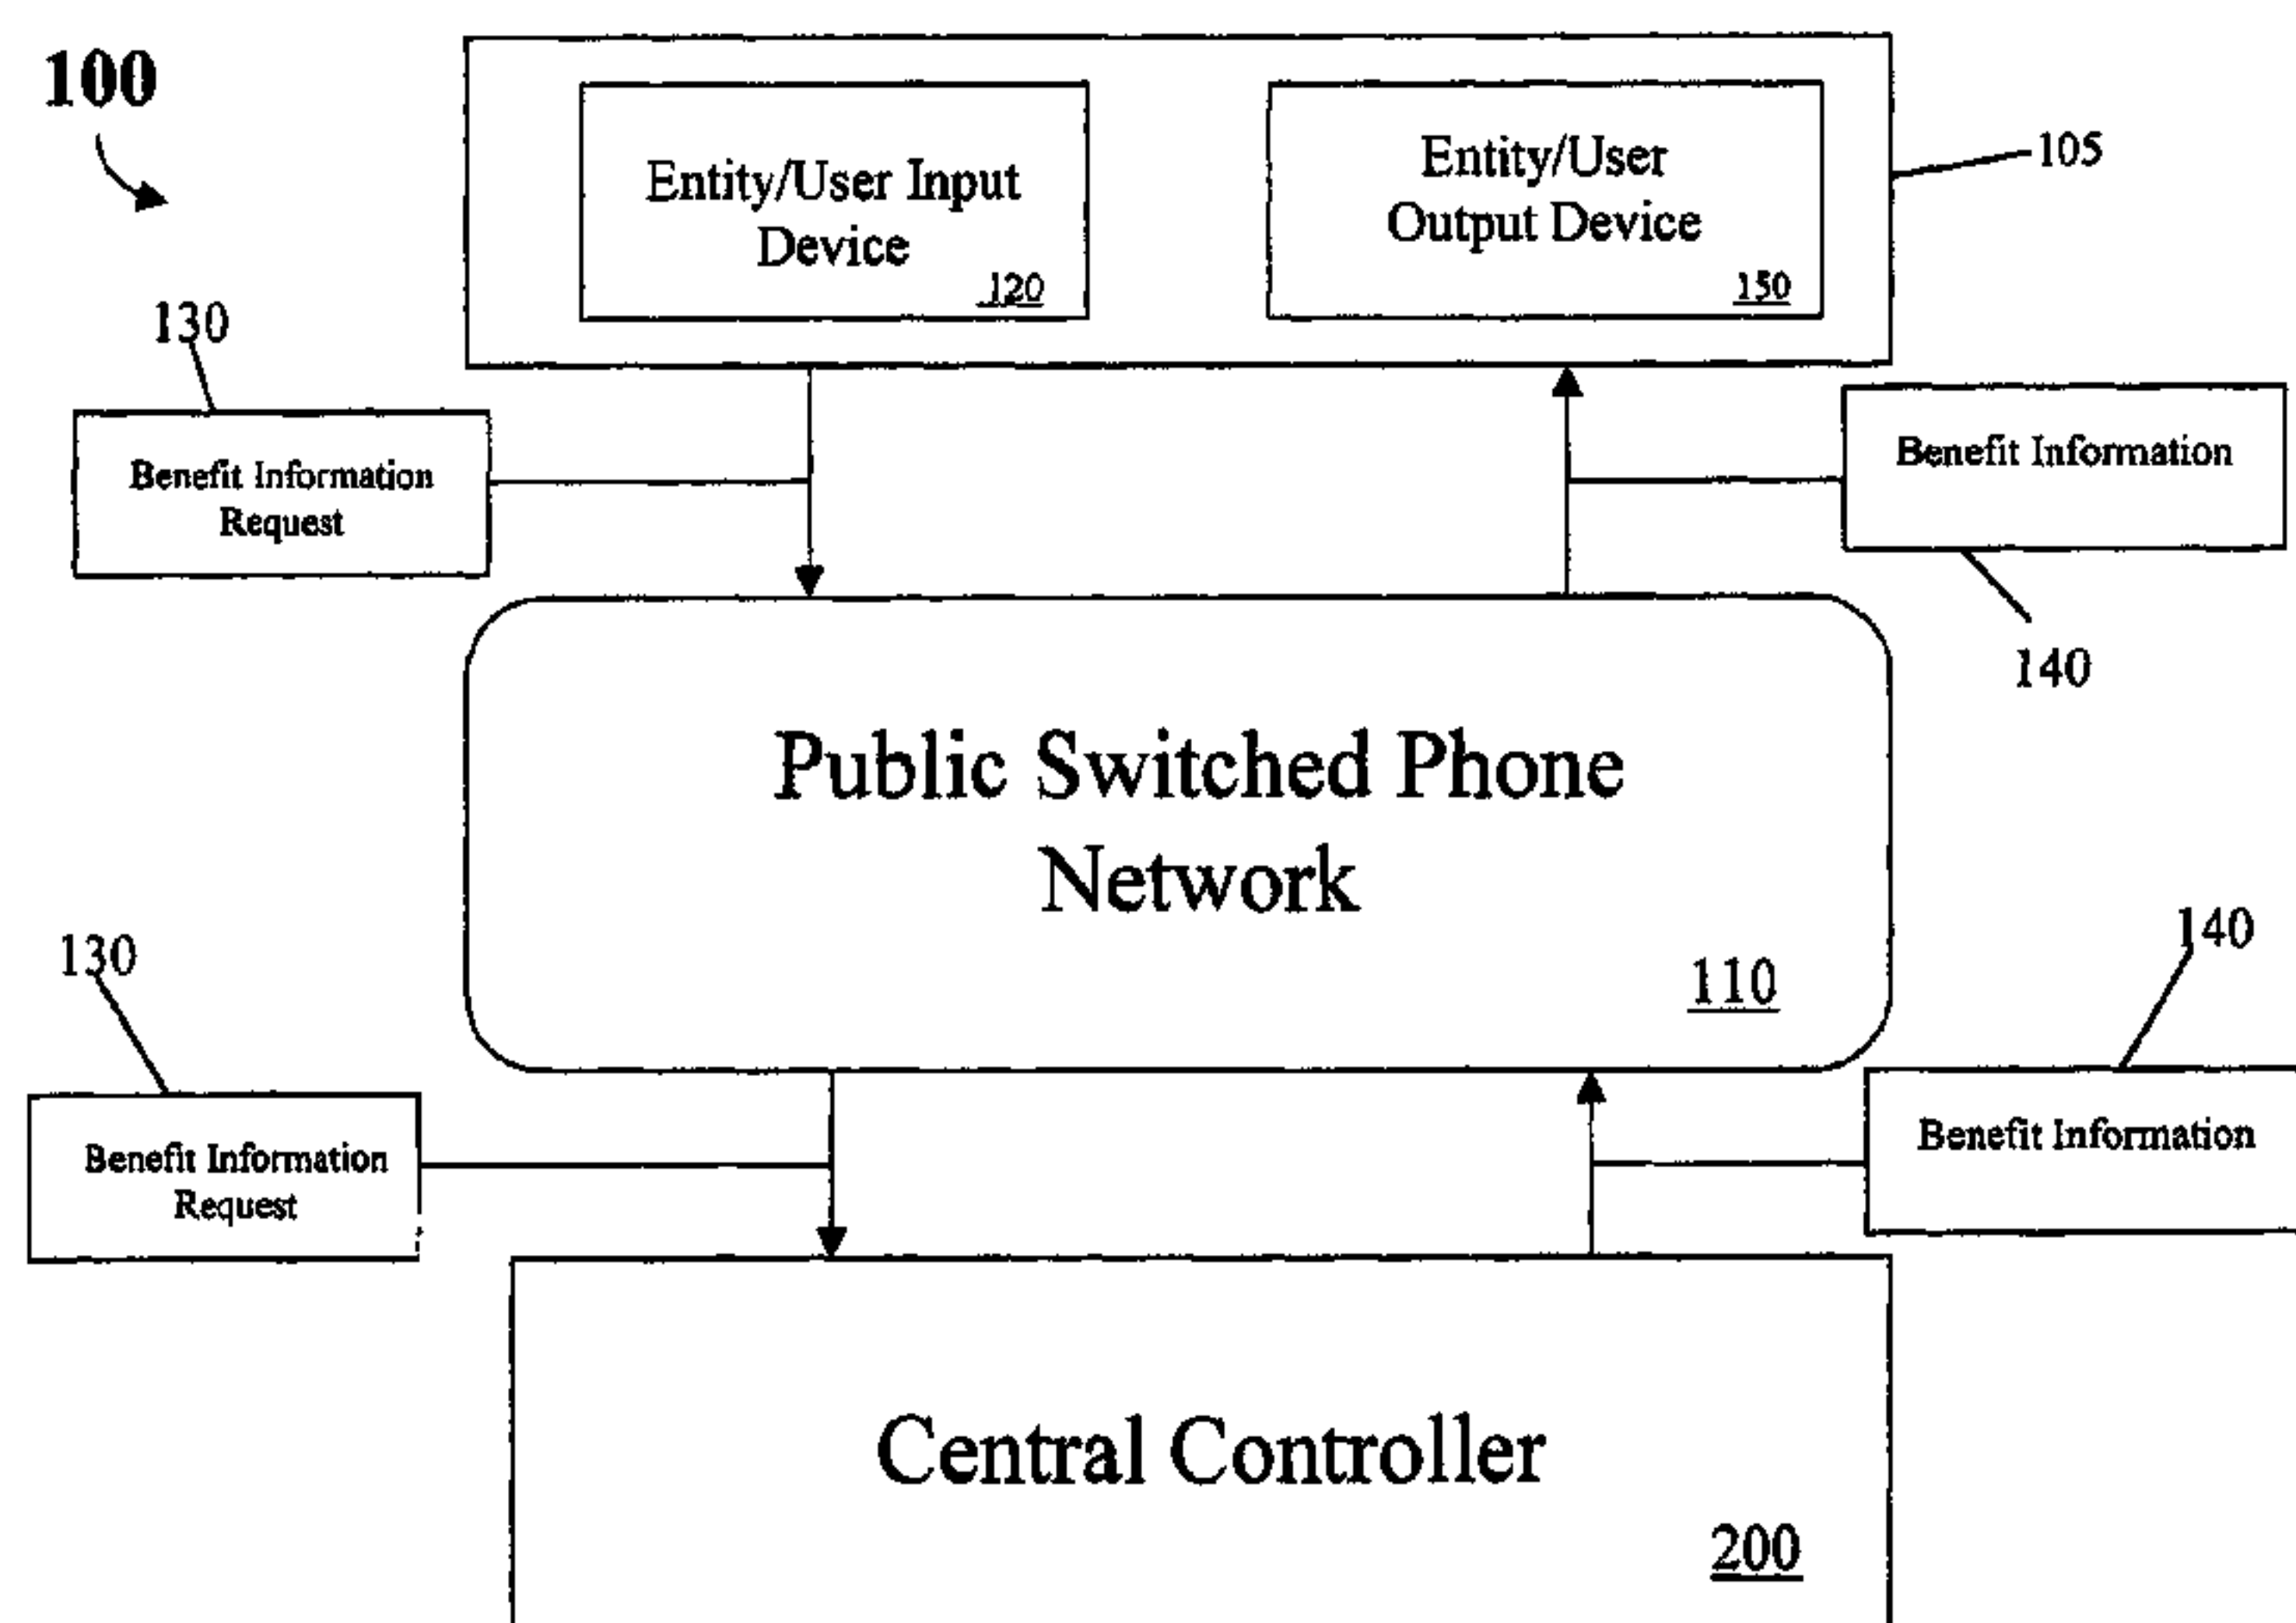 100
Entity/User Input
Device
120
Entity/User
Output Device
150
105
130
Benefit Information
Request
Benefit Information
140
Public Switched Phone
Network
110
130
140
Benefit Information
Request
Benefit Information
Central Controller
200